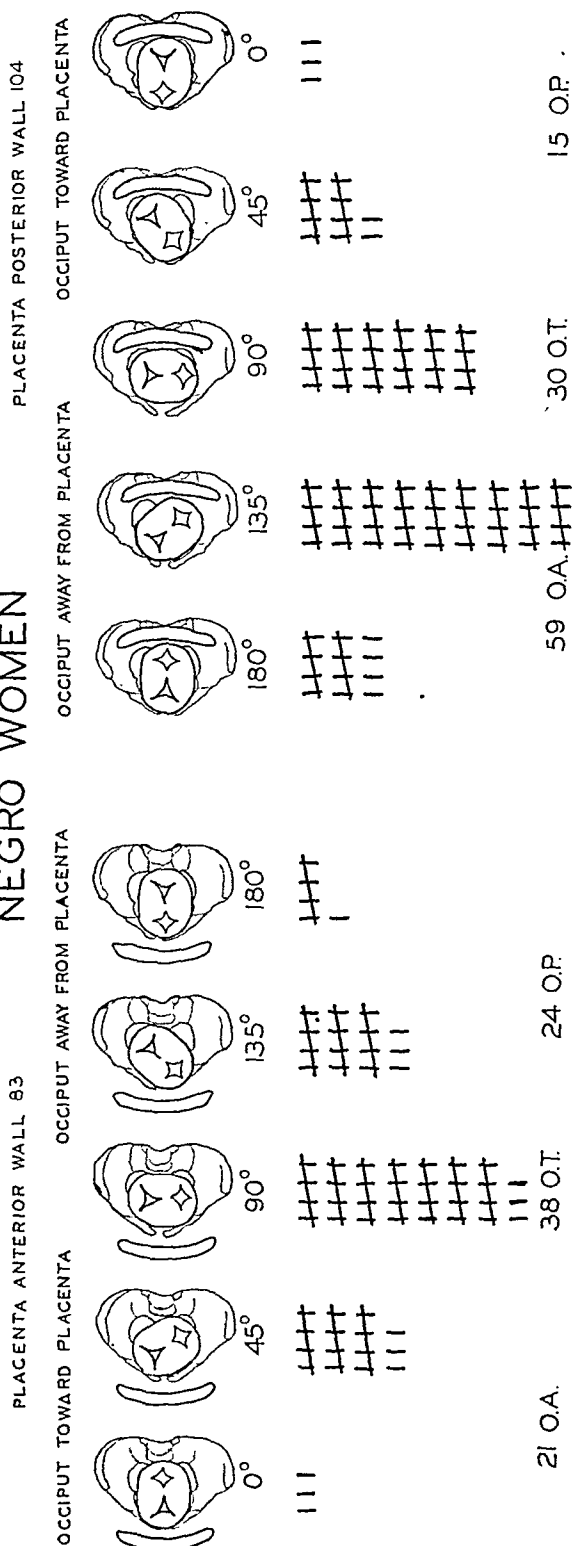 NEGRO WOMEN
PLACENTA ANTERIOR WALL 83
PLACENTA POSTERIOR WALL 104
OCCIPUT TOWARD PLACENTA
OCCIPUT AWAY FROM PLACENTA
OCCIPUT AWAY FROM PLACENTA
OCCIPUT TOWARD PLACENTA
0° 45° 90° 135° 180° 180° 135° 90° 45° 0°
21 O.A. 38 O.T. 24 O.P. 59 O.A. 30 O.T. 15 O.P.